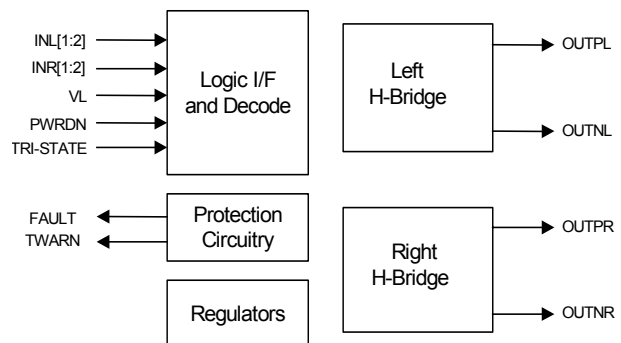 INL[1:2]
INR[1:2]
VL
PWRDN
TRI-STATE
Logic I/F
and Decode
Left
H-Bridge
OUTPL
OUTNL
FAULT
TWARN
Protection
Circuitry
Regulators
Right
H-Bridge
OUTPR
OUTNR